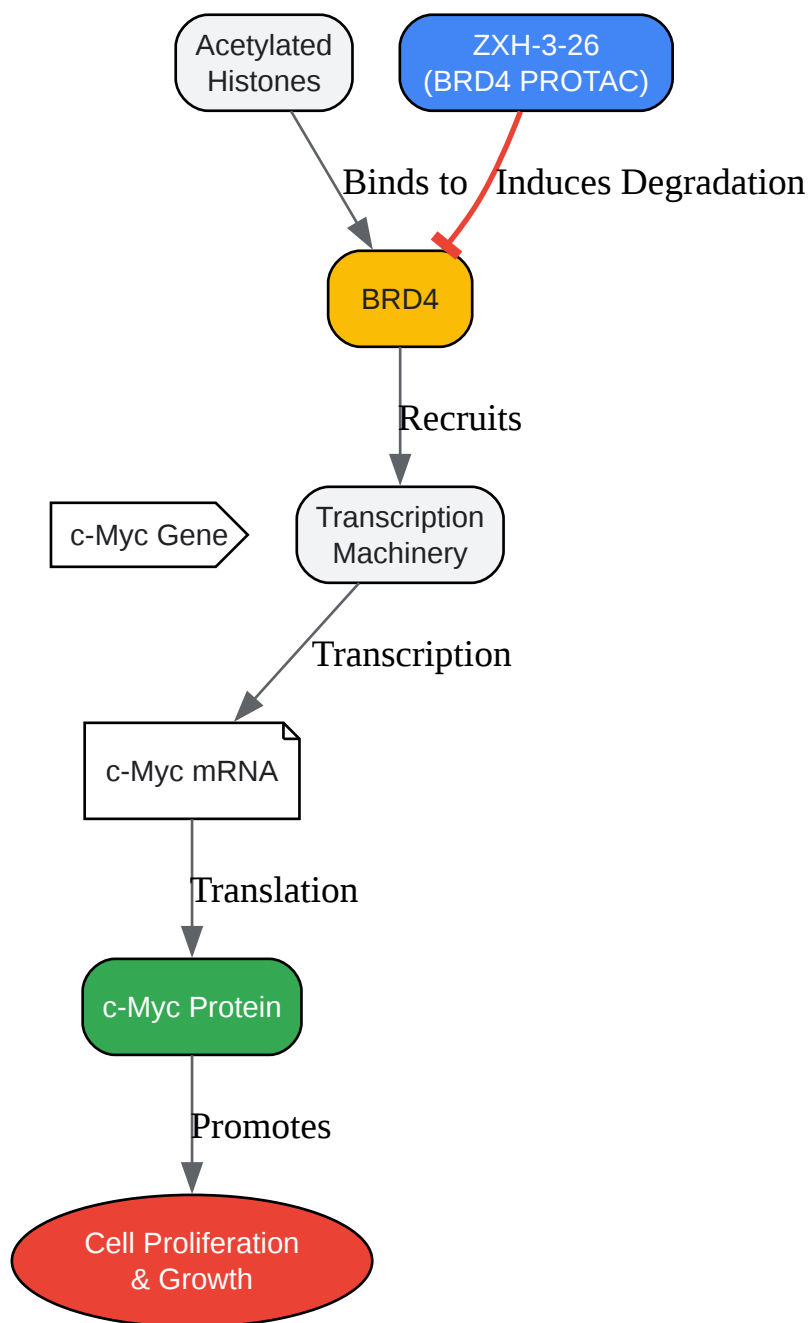 Acetylated
Histones
ZXH-3-26
(BRD4 PROTAC)
Binds to
Induces Degradation
BRD4
Recruits
c-Myc Gene
Transcription
Machinery
Transcription
c-Myc mRNA
Translation
c-Myc Protein
Promotes
Cell Proliferation
& Growth